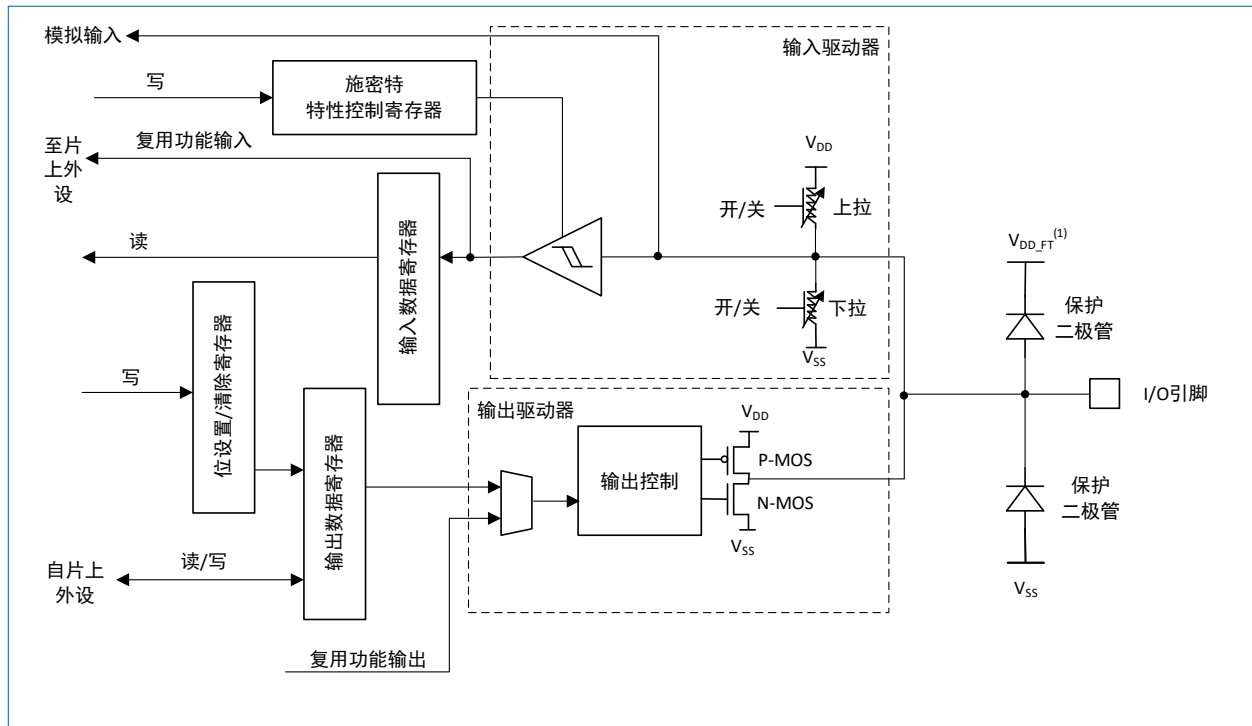 模拟输入
输入驱动器
写
施密特
特性控制寄存器
复用功能输入
至片
上外
设
V_DD
开/关
上拉
读
输入数据寄存器
V_DD_FT(1)
保护
二极管
开/关
下拉
V_SS
写
位设置/清除寄存器
I/O引脚
输出驱动器
V_DD
输出数据寄存器
输出控制
P-MOS
N-MOS
V_SS
保护
二极管
V_SS
读/写
自片上
外设
复用功能输出